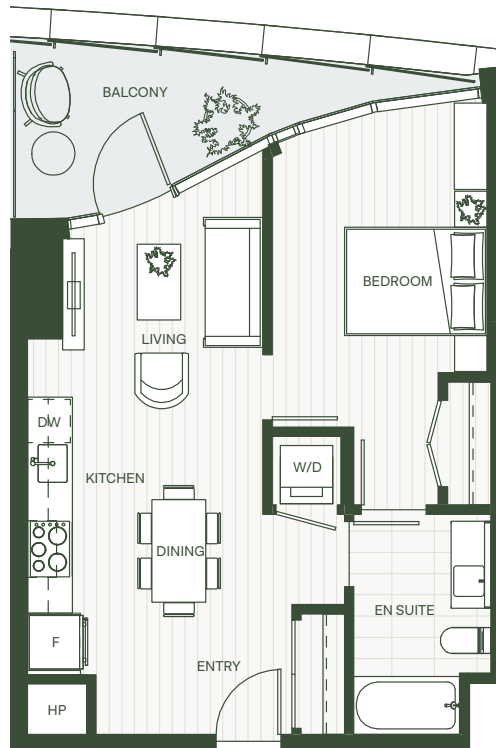 BALCONY
BEDROOM
LIVING
DW
W/D
KITCHEN
DINING
EN SUITE
F
ENTRY
HP